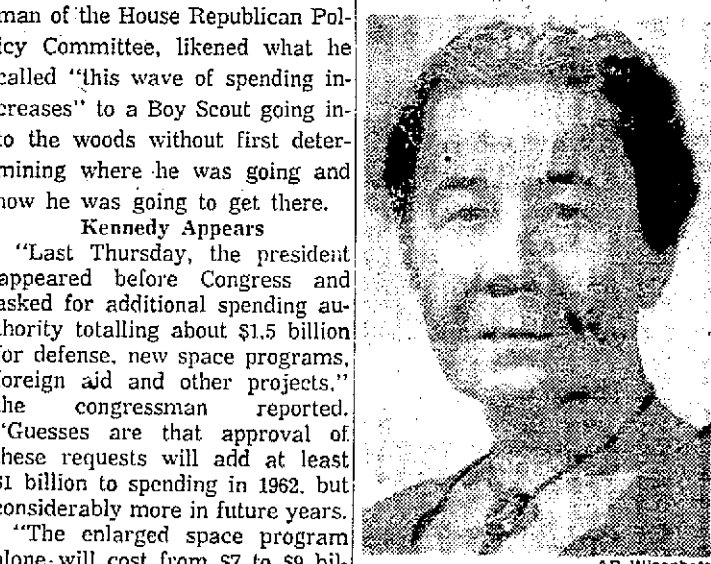 man of the House Republican Pol-
icy Committee, likened what he
called "this wave of spending in-
creases" to a Boy Scout going in-
to the woods without first deter-
mining where he was going and
how he was going to get there.
Kennedy Appears
"Last Thursday, the president
appeared before Congress and
asked for additional spending au-
thority totalling about $1.5 billion
for defense, new space programs,
foreign aid and other projects,"
the congressman reported.
"Guesses are that approval of
these requests will add at least
$1 billion to spending in 1962, but
considerably more in future years.
"The enlarged space program
alone will cost from $7 to $9 bil-
AP Wirephoto